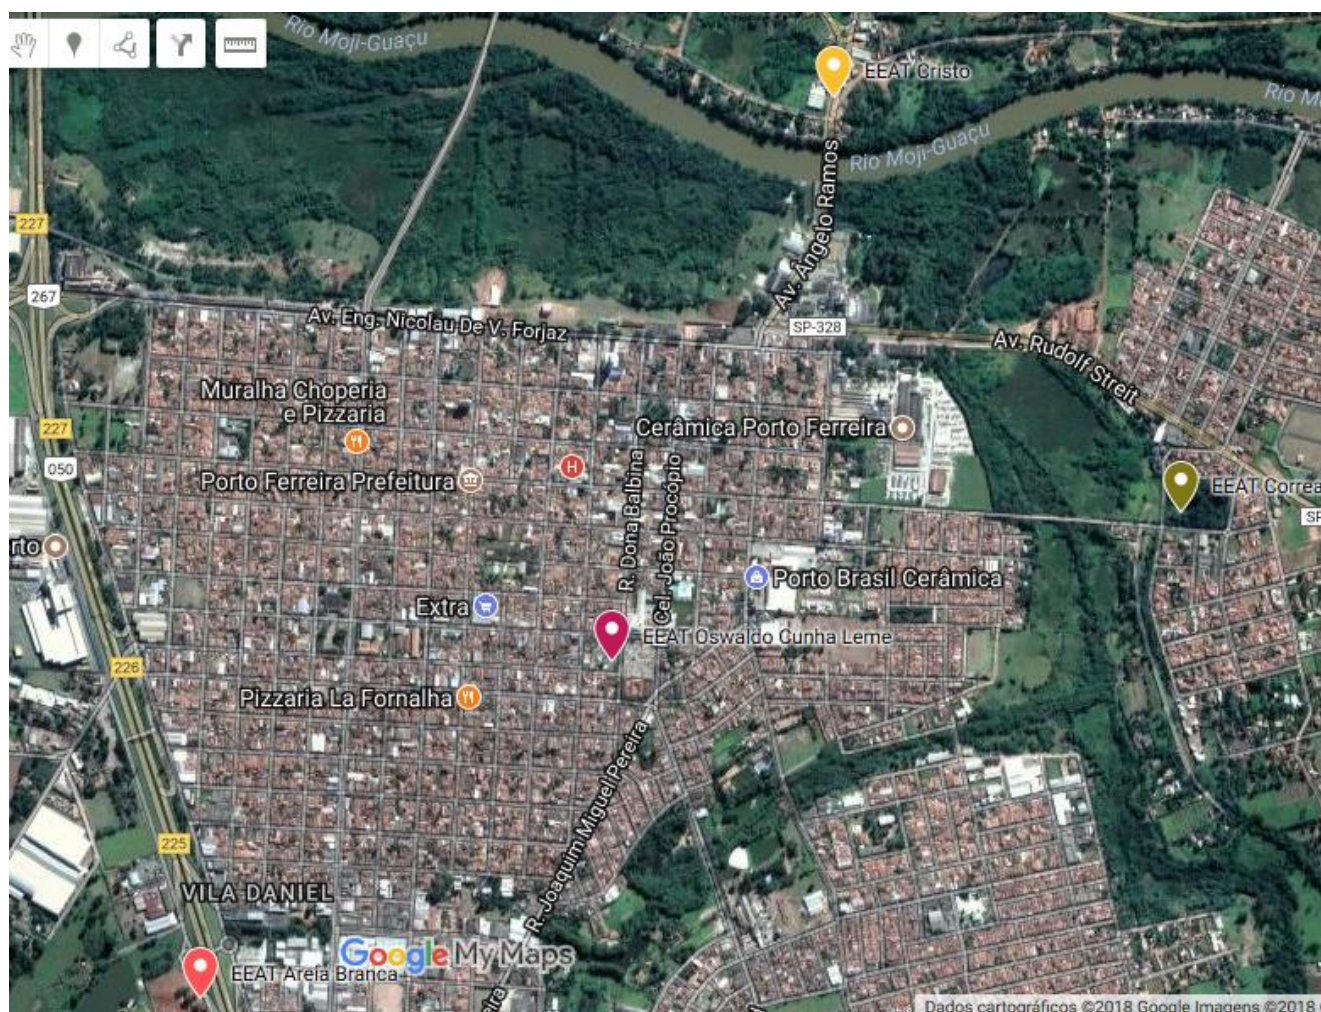 Rio Moji-Guaçu
EEAT Cristo
Rio M
Rio Moji-Guaçu
Av. Ângelo Ramos
227
267
Av. Eng. Nicolau De V. Forjaz
SP-328
Av. Rudolf Streit
Muralha Choperia
e Pizzaria
227
Cerâmica Porto Ferreira
050
Porto Ferreira Prefeitura
H
R. Dona Balbina
Cel. João Procópio
EEAT Correa
SP
rto
Extra
Porto Brasil Cerâmica
EEAT Oswaldo Cunha Leme
226
Pizzaria La Fornalha
R. Joaquim Miguel Pereira
225
VILA DANIEL
Google My Maps
EEAT Areia Branca
eira
Dados cartográficos ©2018 Google Imagens ©2018